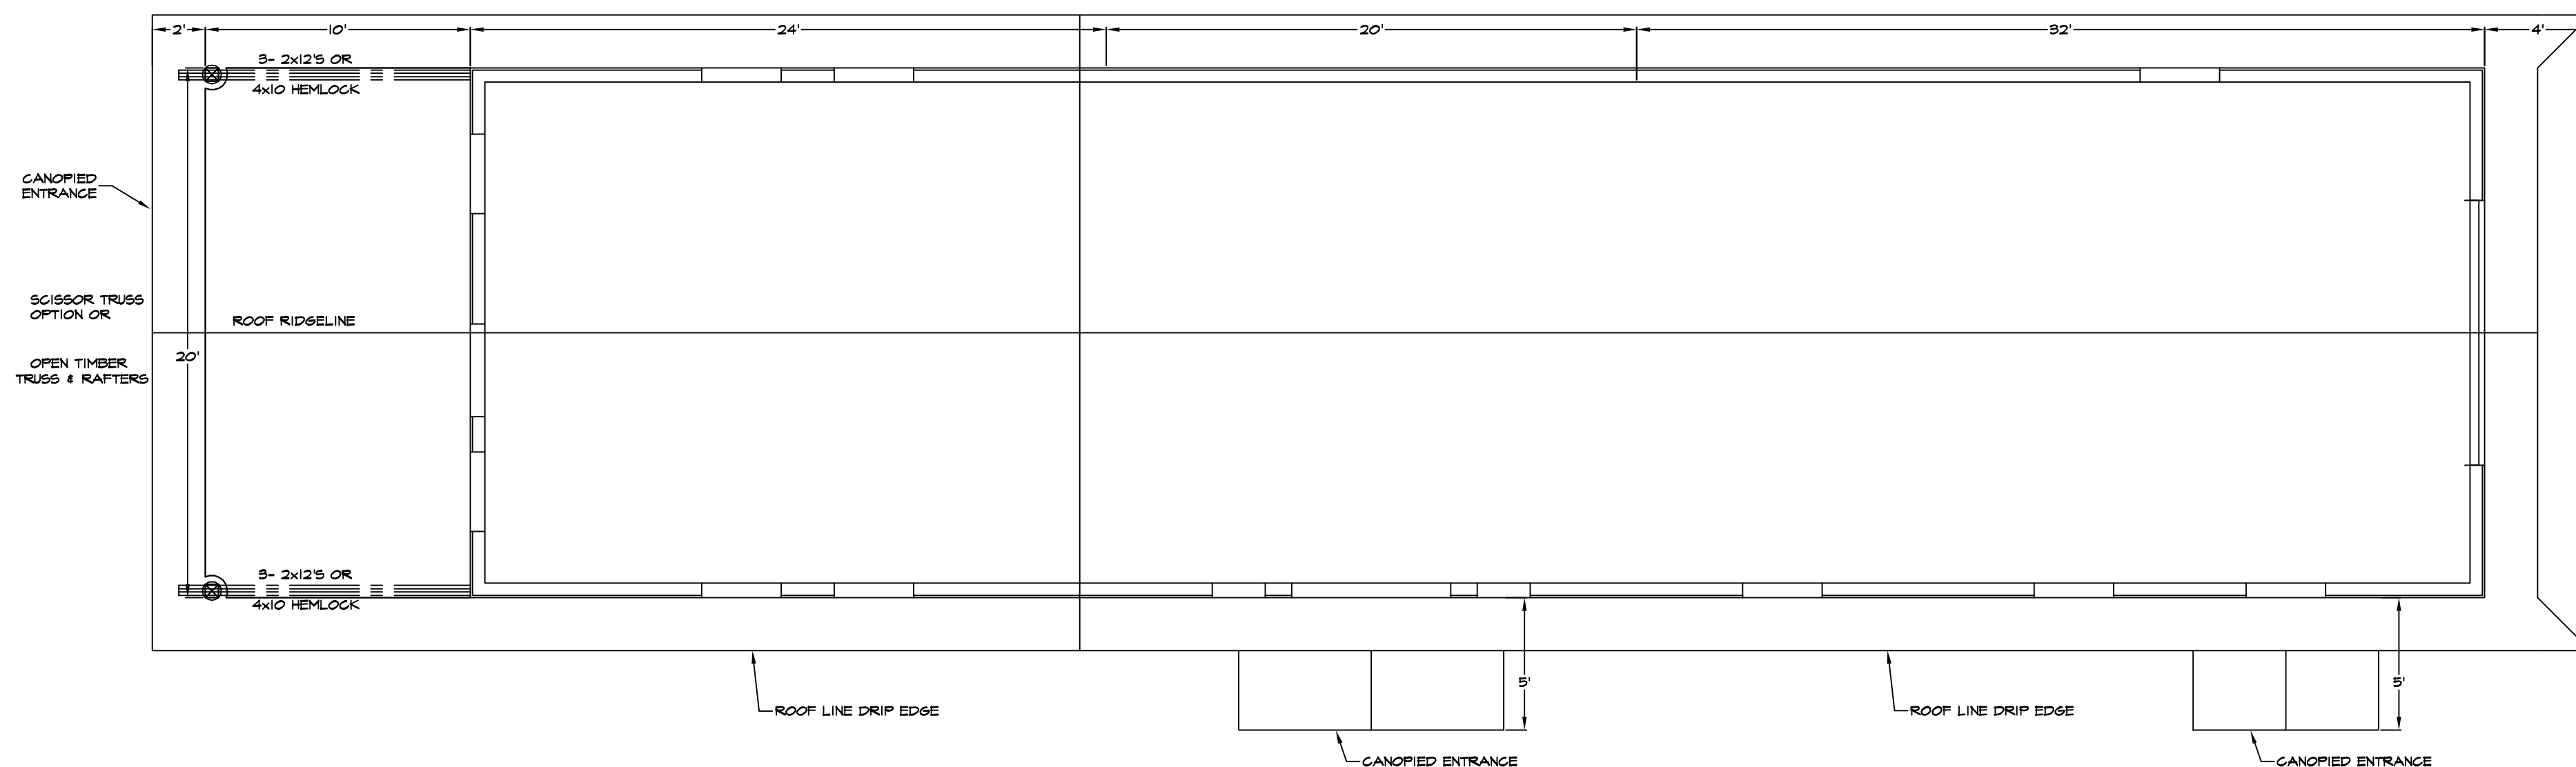 2'
10'
24'
20'
32'
4'
3- 2x12'S OR
4x10 HEMLOCK
CANOPIED
ENTRANCE
SCISSOR TRUSS
OPTION OR
ROOF RIDGELINE
20'
OPEN TIMBER
TRUSS & RAFTERS
3- 2x12'S OR
4x10 HEMLOCK
5'
5'
ROOF LINE DRIP EDGE
ROOF LINE DRIP EDGE
CANOPIED ENTRANCE
CANOPIED ENTRANCE